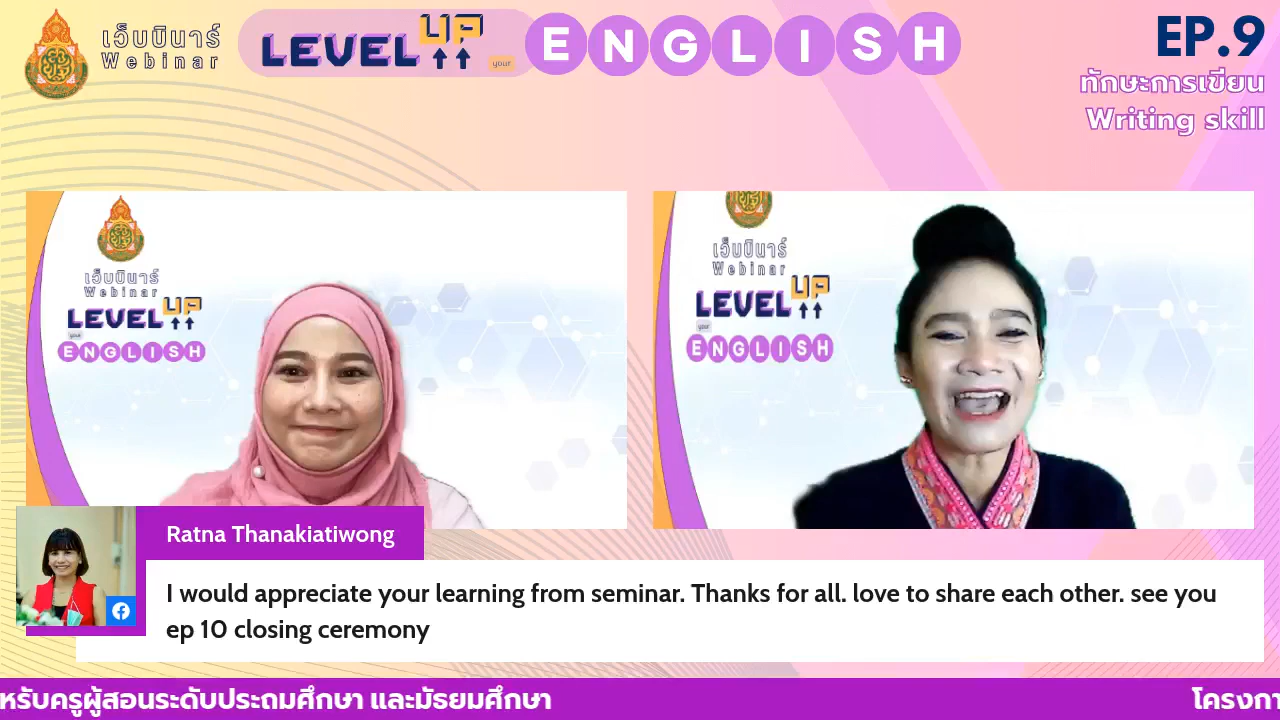 เว็บบินาร์
Webinar
LEVEL UP
your
ENGLISH
EP.9
ทักษะการเขียน
Writing skill
เว็บบินาร์
Webinar
LEVEL UP
your
ENGLISH
เว็บบินาร์
Webinar
LEVEL UP
your
ENGLISH
Ratna Thanakiatiwong
I would appreciate your learning from seminar. Thanks for all. love to share each other. see you
ep 10 closing ceremony
หรับครูผู้สอนระดับประถมศึกษา และมัธยมศึกษา
โครงกา